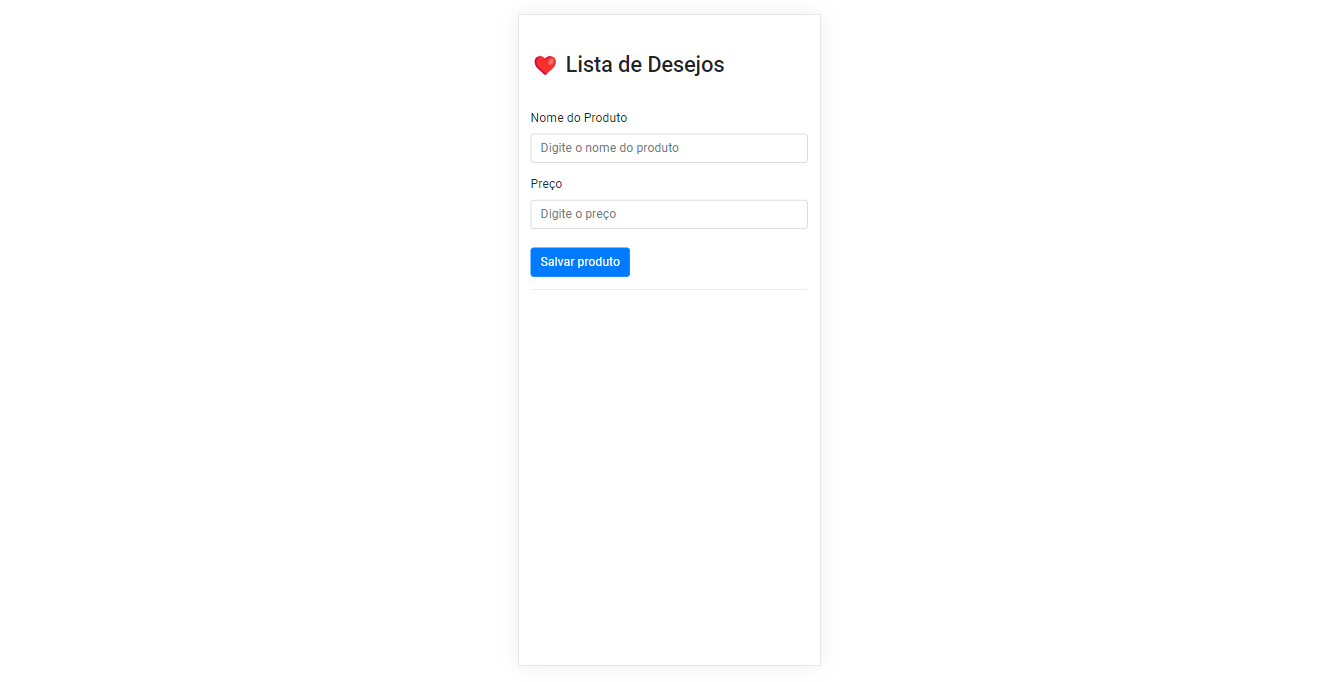 Lista de Desejos
Nome do Produto
Digite o nome do produto
Preço
Digite o preço
Salvar produto